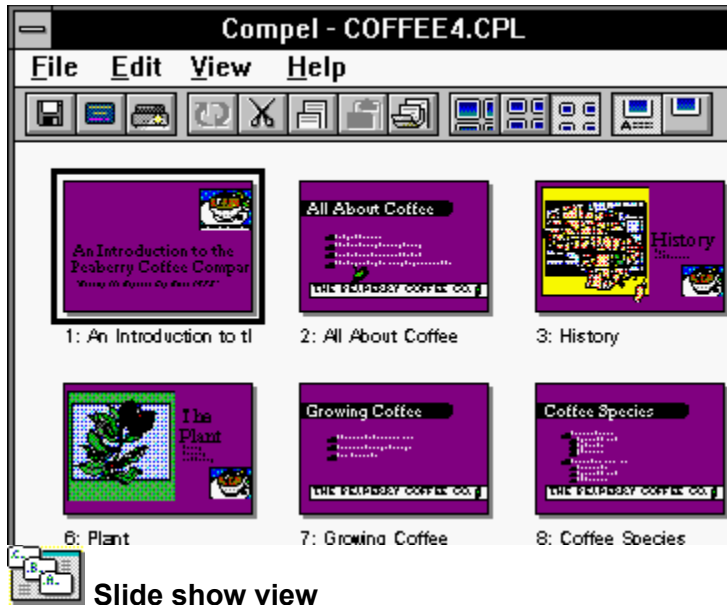 Compel - COFFEE4.CPL
File Edit View Help
An Introduction to the
Peaberry Coffee Compan
All About Coffee
THE PEABERRY COFFEE CO.
History
1: An Introduction to tl
2: All About Coffee
3: History
The
Plant
Growing Coffee
THE PEABERRY COFFEE CO.
Coffee Species
THE PEABERRY COFFEE CO.
6: Plant
7: Growing Coffee
8: Coffee Species
.C.
.B.
.A.
Slide show view